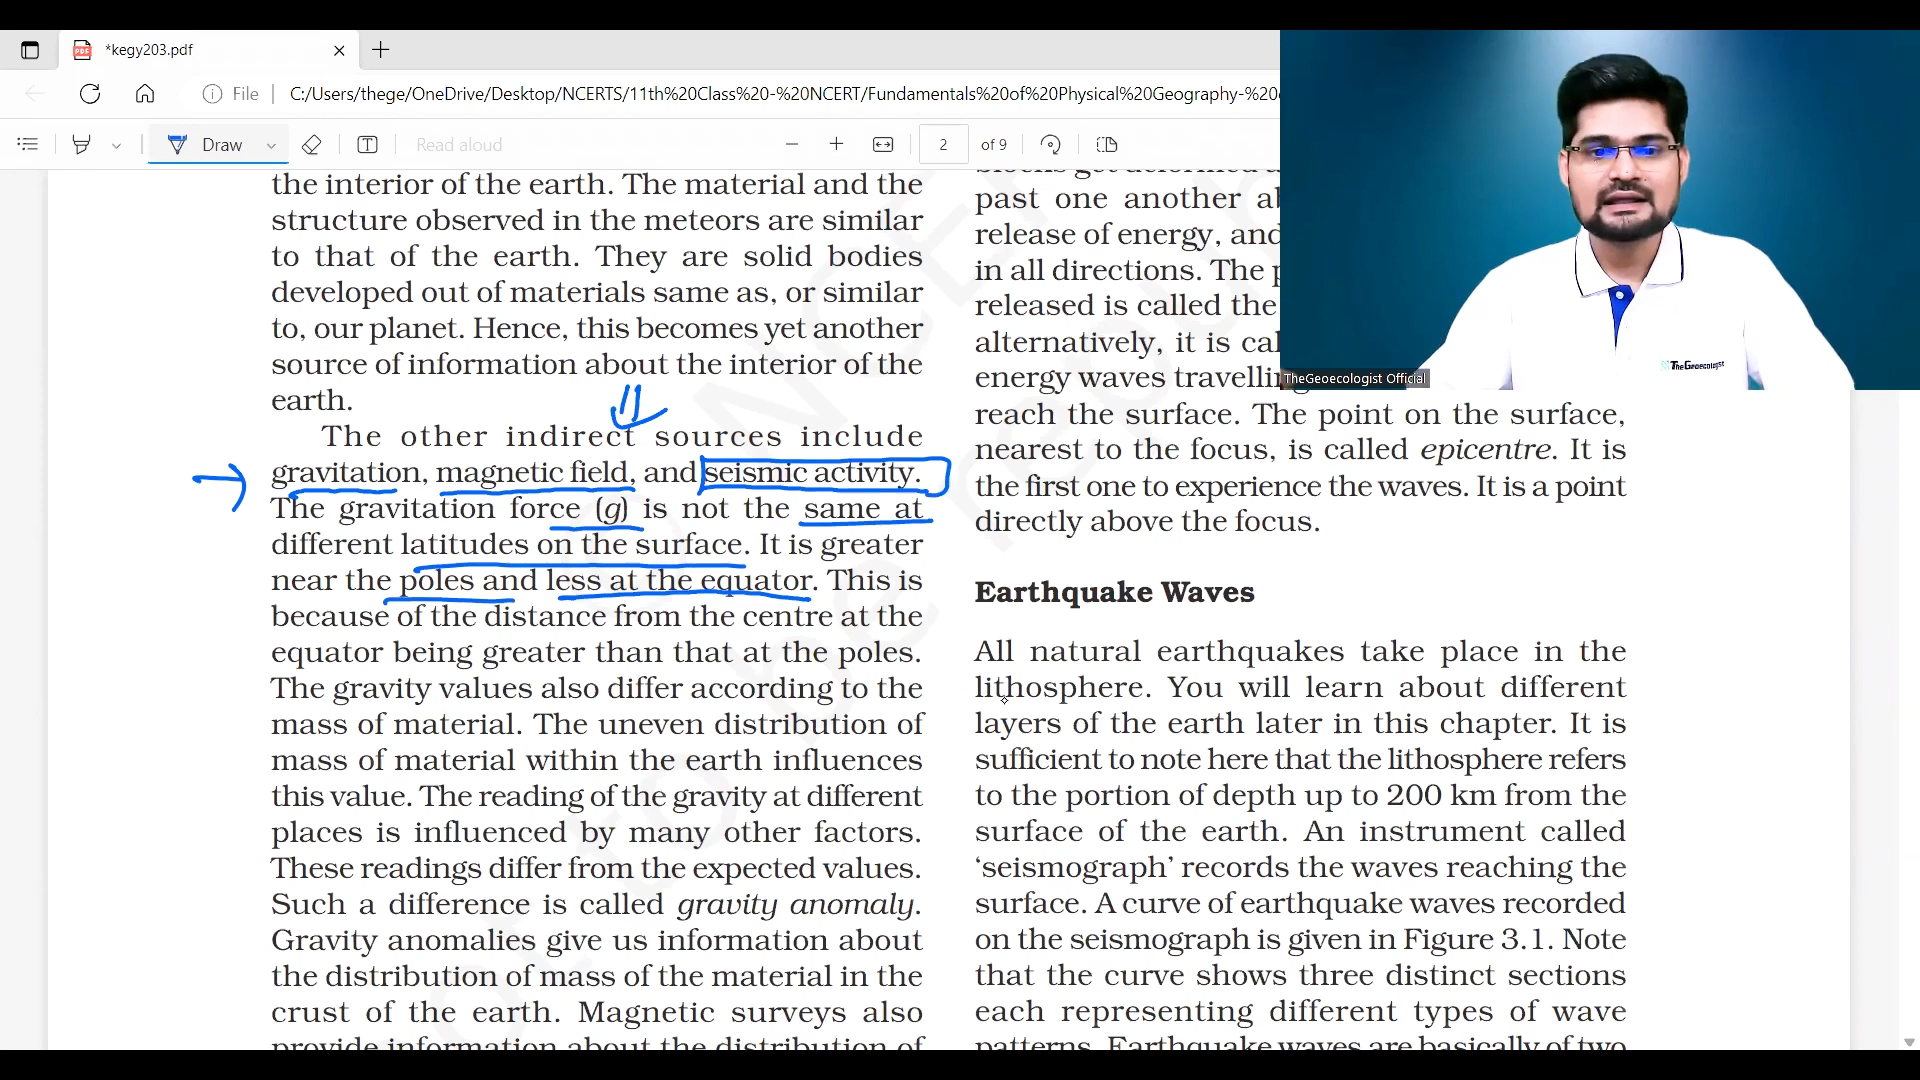 *kegy203.pdf
File
C:/Users/thege/OneDrive/Desktop/NCERTS/11th%20Class%20-%20NCERT/Fundamentals%20of%20Physical%20Geography-%20
Draw
Read aloud
2
of 9
the interior of the earth. The material and the
structure observed in the meteors are similar
to that of the earth. They are solid bodies
developed out of materials same as, or similar
to, our planet. Hence, this becomes yet another
source of information about the interior of the
earth.
The other indirect sources include
gravitation, magnetic field, and seismic activity.
The gravitation force (g) is not the same at
different latitudes on the surface. It is greater
near the poles and less at the equator. This is
because of the distance from the centre at the
equator being greater than that at the poles.
The gravity values also differ according to the
mass of material. The uneven distribution of
mass of material within the earth influences
this value. The reading of the gravity at different
places is influenced by many other factors.
These readings differ from the expected values.
Such a difference is called gravity anomaly.
Gravity anomalies give us information about
the distribution of mass of the material in the
crust of the earth. Magnetic surveys also
provide information about the distribution of
blocks get deformed
past one another
release of energy, and
in all directions. The
released is called the
alternatively, it is
energy waves
reach the surface. The point on the surface,
nearest to the focus, is called epicentre. It is
the first one to experience the waves. It is a point
directly above the focus.
Earthquake Waves
All natural earthquakes take place in the
lithosphere. You will learn about different
layers of the earth later in this chapter. It is
sufficient to note here that the lithosphere refers
to the portion of depth up to 200 km from the
surface of the earth. An instrument called
‘seismograph’ records the waves reaching the
surface. A curve of earthquake waves recorded
on the seismograph is given in Figure 3.1. Note
that the curve shows three distinct sections
each representing different types of wave
patterns. Earthquake waves are basically of two
TheGeoecologist
TheGeoecologist Official